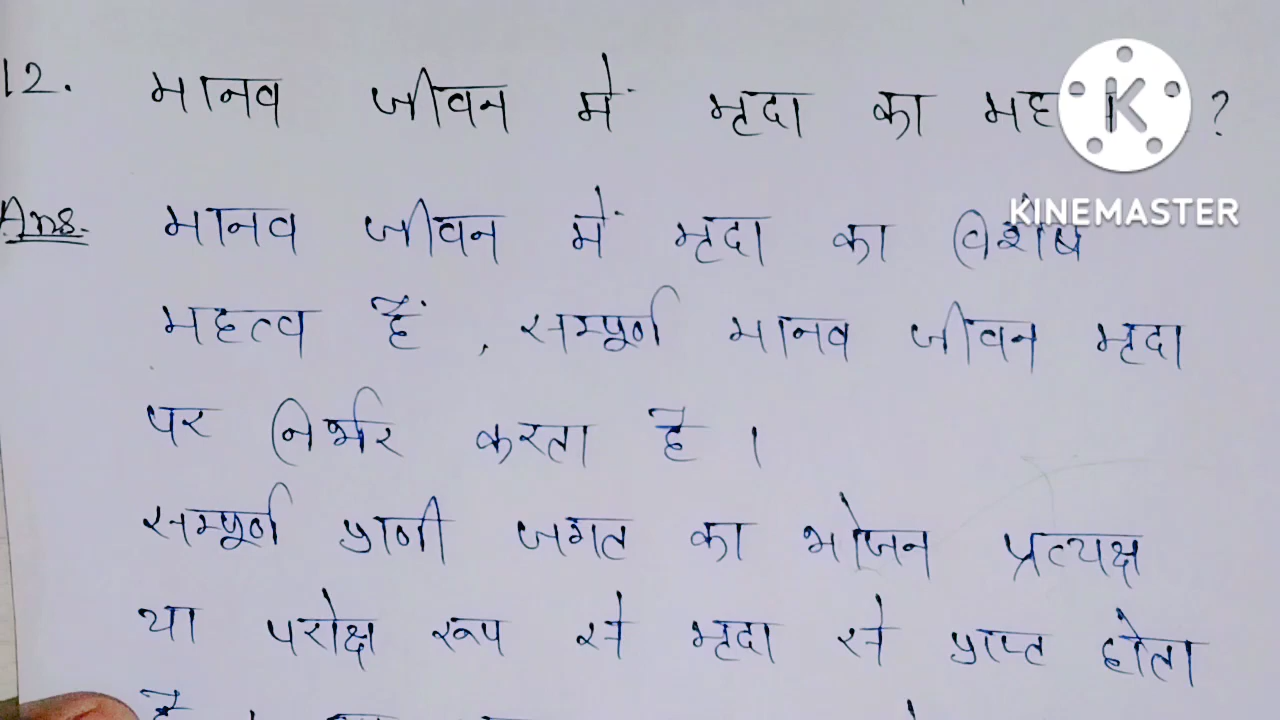 12. मानव जीवन में मृदा का ?
KINEMASTER
Ans. मानव जीवन में मृदा का विशेष
महत्व हैं , सम्पूर्ण मानव जीवन मृदा
पर निर्भर करता है ।
सम्पूर्ण प्राणी जगत का भोजन प्रत्यक्ष
या परोक्ष रूप से मृदा से प्राप्त होता
है ।